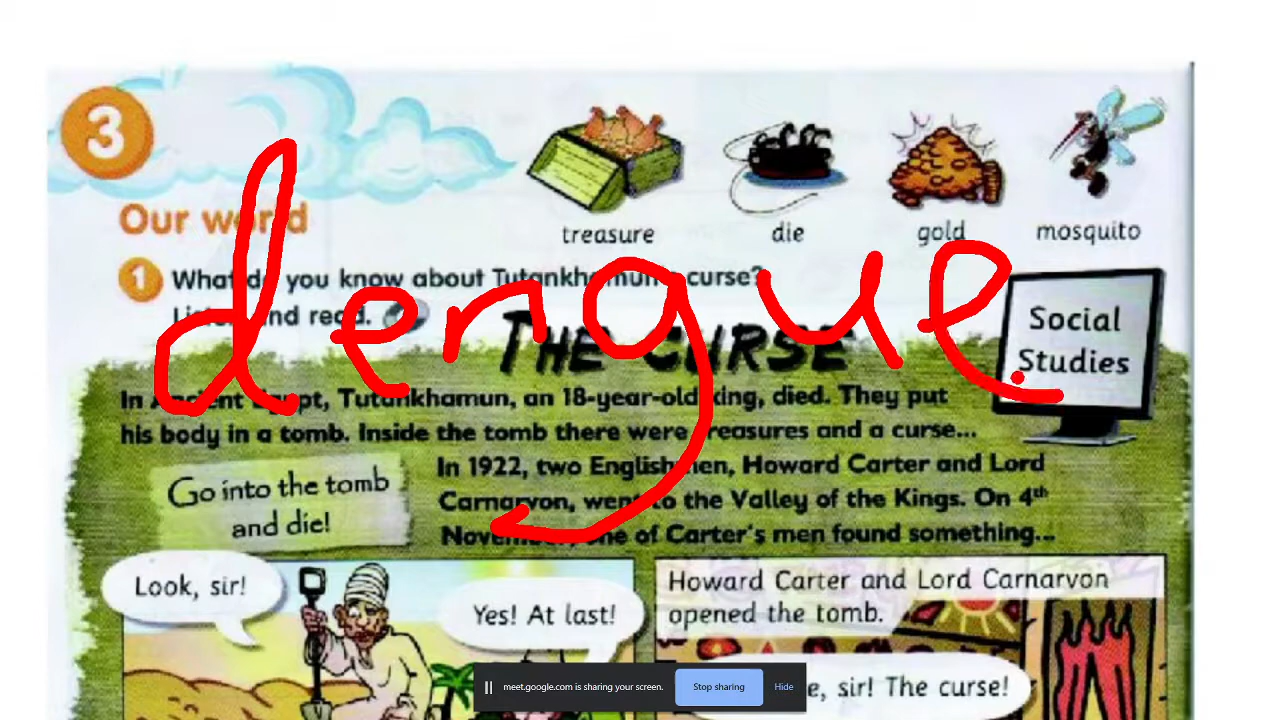 3
treasure die gold mosquito
Our world
1 What do you know about Tutankhamun's curse?
Listen and read.
dengue
THE CURSE
Social
Studies
In Ancient Egypt, Tutankhamun, an 18-year-old king, died. They put
his body in a tomb. Inside the tomb there were treasures and a curse...
Go into the tomb
and die!
In 1922, two Englishmen, Howard Carter and Lord
Carnarvon, went to the Valley of the Kings. On 4th
November, one of Carter's men found something...
Look, sir!
Yes! At last!
Howard Carter and Lord Carnarvon
opened the tomb.
sir! The curse!
meet.google.com is sharing your screen. Stop sharing Hide